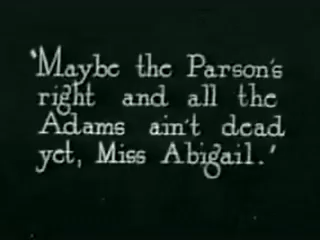 'Maybe the Parson's
right and all the
Adams ain't dead
yet, Miss Abigail.'